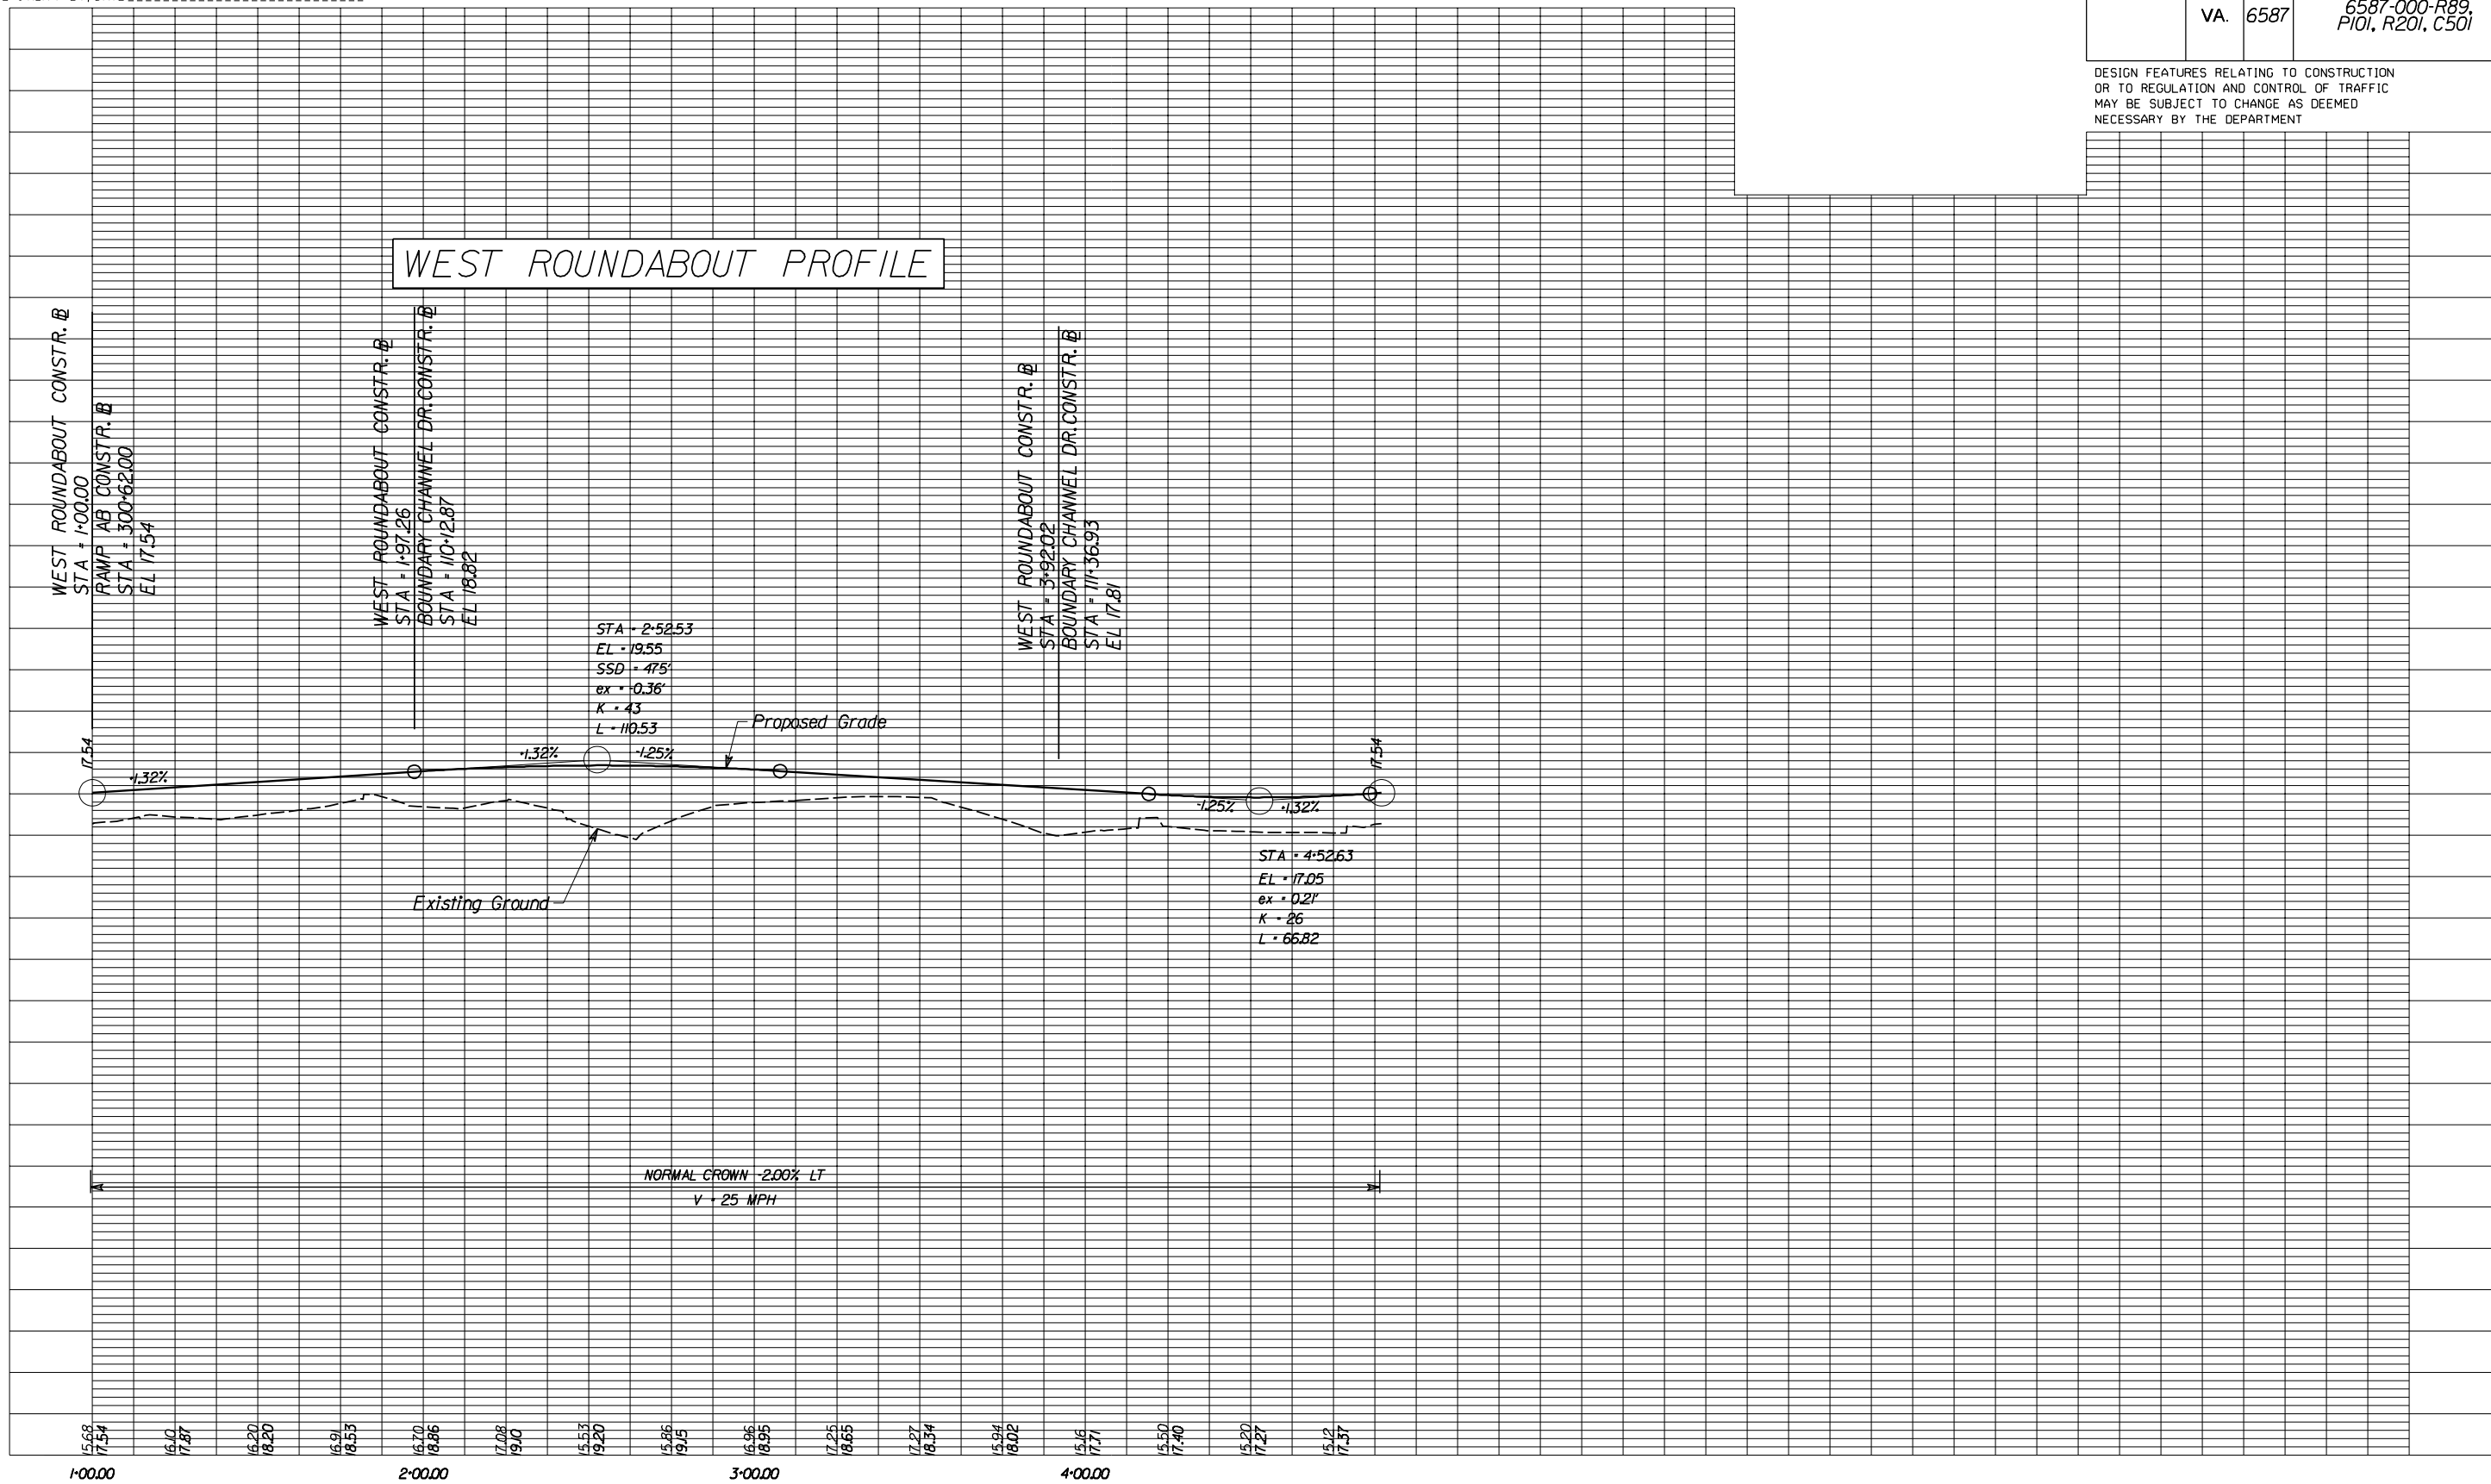 VA. 6587 6587-000-R89,
P101, R201, C501
DESIGN FEATURES RELATING TO CONSTRUCTION
OR TO REGULATION AND CONTROL OF TRAFFIC
MAY BE SUBJECT TO CHANGE AS DEEMED
NECESSARY BY THE DEPARTMENT
WEST ROUNDABOUT PROFILE
WEST ROUNDABOUT CONSTR. BL
STA = 1+00.00
RAMP AB CONSTR. BL
STA = 300+62.00
EL 17.54
WEST ROUNDABOUT CONSTR. BL
STA = 1+97.26
BOUNDARY CHANNEL DR. CONSTR. BL
STA = 110+12.87
EL 18.82
WEST ROUNDABOUT CONSTR. BL
STA = 3+92.02
BOUNDARY CHANNEL DR. CONSTR. BL
STA = 111+36.93
EL 17.81
STA = 2+52.53
EL = 19.55
SSD = 475'
ex = -0.36'
K = 43
L = 110.53
Proposed Grade
17.54
+1.32%
+1.32%
-1.25%
17.54
-1.25%
+1.32%
STA = 4+52.63
EL = 17.05
ex = 0.21'
K = 26
L = 66.82
Existing Ground
NORMAL CROWN -2.00% LT
V = 25 MPH
15.68
17.54
16.10
17.87
16.20
18.20
16.91
18.53
16.70
18.86
17.08
19.10
15.53
19.20
15.86
19.15
16.96
18.95
17.25
18.65
17.27
18.34
15.94
18.02
15.16
17.71
15.50
17.40
15.20
17.27
15.12
17.37
1+00.00 2+00.00 3+00.00 4+00.00